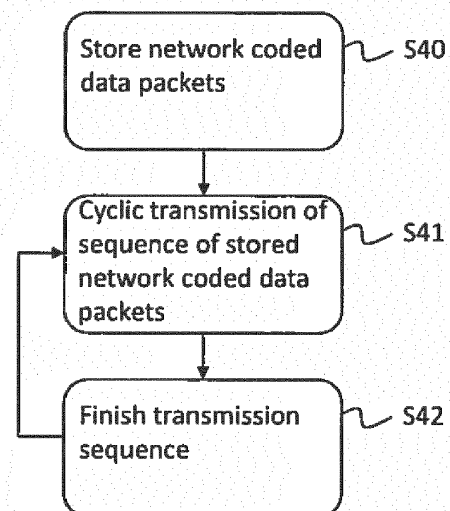 Store network coded
data packets
S40
Cyclic transmission of
sequence of stored
network coded data
packets
S41
Finish transmission
sequence
S42